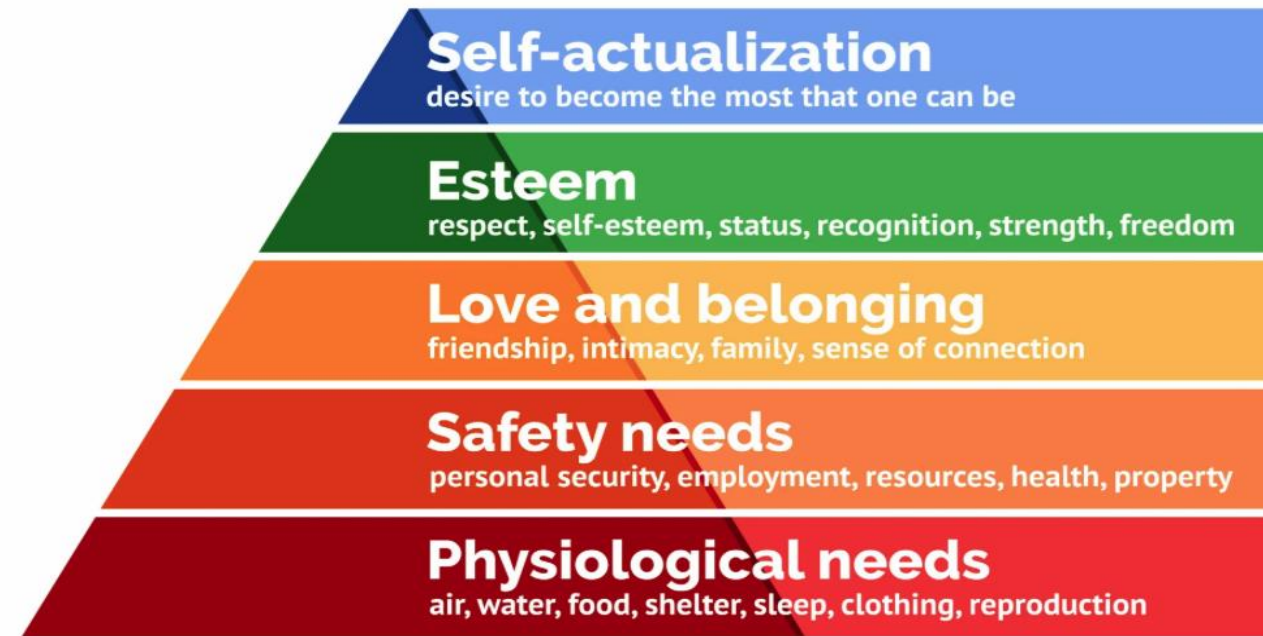 Self-actualization
desire to become the most that one can be
Esteem
respect, self-esteem, status, recognition, strength, freedom
Love and belonging
friendship, intimacy, family, sense of connection
Safety needs
personal security, employment, resources, health, property
Physiological needs
air, water, food, shelter, sleep, clothing, reproduction